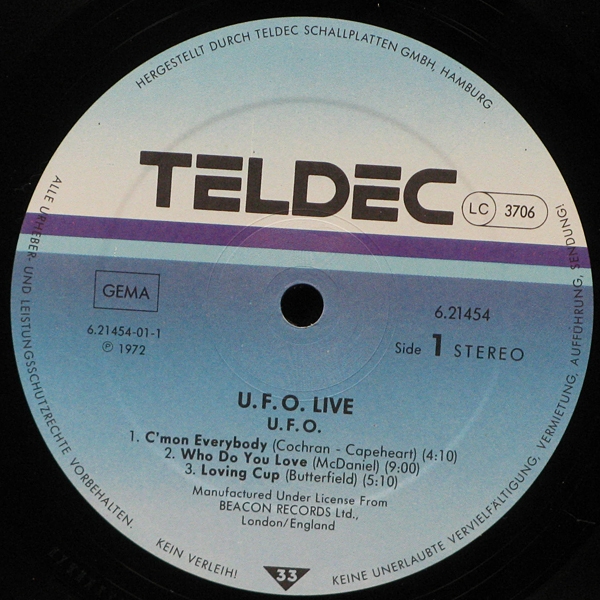 HERGESTELLT DURCH TELDEC SCHALLPLATTEN GMBH, HAMBURG
TELDEC
LC 3706
GEMA
6.21454-01-1
℗ 1972
6.21454
Side 1 STEREO
U.F.O. LIVE
U.F.O.
1. C'mon Everybody (Cochran - Capeheart) (4:10)
2. Who Do You Love (McDaniel) (9:00)
3. Loving Cup (Butterfield) (5:10)
Manufactured Under License From
BEACON RECORDS Ltd.,
London/England
33
ALLE URHEBER- UND LEISTUNGSSCHUTZRECHTE VORBEHALTEN.
KEIN VERLEIH!
KEINE UNERLAUBTE VERVIELFÄLTIGUNG, VERMIETUNG, AUFFÜHRUNG, SENDUNG!